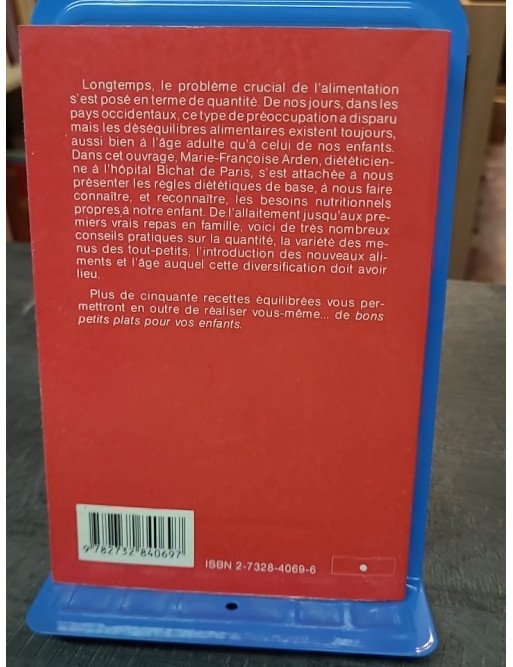 Longtemps, le problème crucial de l'alimentation
s'est posé en terme de quantité. De nos jours, dans les
pays occidentaux, ce type de préoccupation a disparu
mais les déséquilibres alimentaires existent toujours,
aussi bien à l'âge adulte qu'à celui de nos enfants.
Dans cet ouvrage, Marie-Françoise Arden, diététicien-
ne à l'hôpital Bichat de Paris, s'est attachée à nous
présenter les règles diététiques de base, à nous faire
connaître, et reconnaître, les besoins nutritionnels
propres à notre enfant. De l'allaitement jusqu'aux pre-
miers vrais repas en famille, voici de très nombreux
conseils pratiques sur la quantité, la variété des me-
nus des tout-petits, l'introduction des nouveaux ali-
ments et l'âge auquel cette diversification doit avoir
lieu.
Plus de cinquante recettes équilibrées vous per-
mettront en outre de réaliser vous-même... de bons
petits plats pour vos enfants.
9 782732 840697
ISBN 2-7328-4069-6